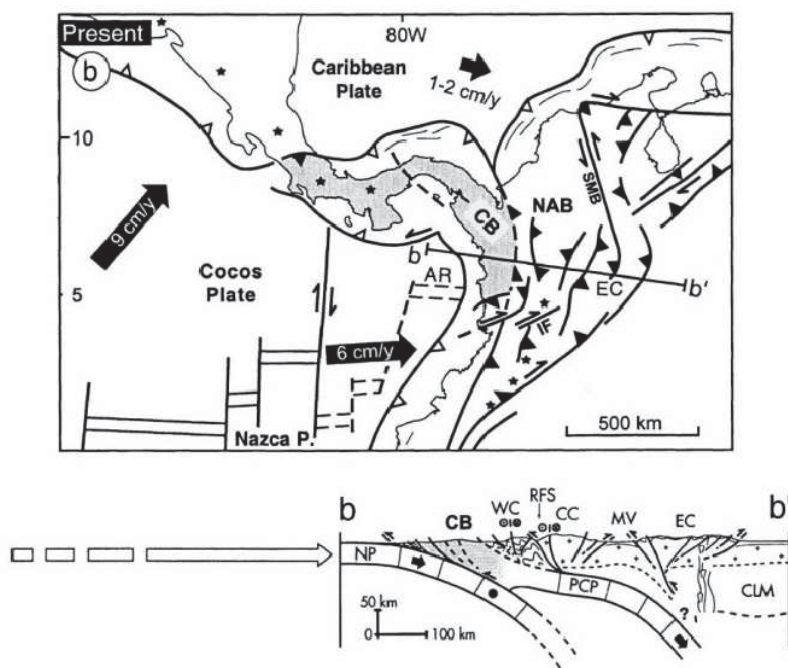 Present
b
80W
Caribbean
Plate
1-2 cm/y
10
9 cm/y
NAB
SMB
CB
b
b'
Cocos
Plate
AR
5
EC
IF
6 cm/y
500 km
Nazca P.
b
b'
CB
WC
RFS
CC
MV
EC
NP
PCP
CLM
?
50 km
0
100 km